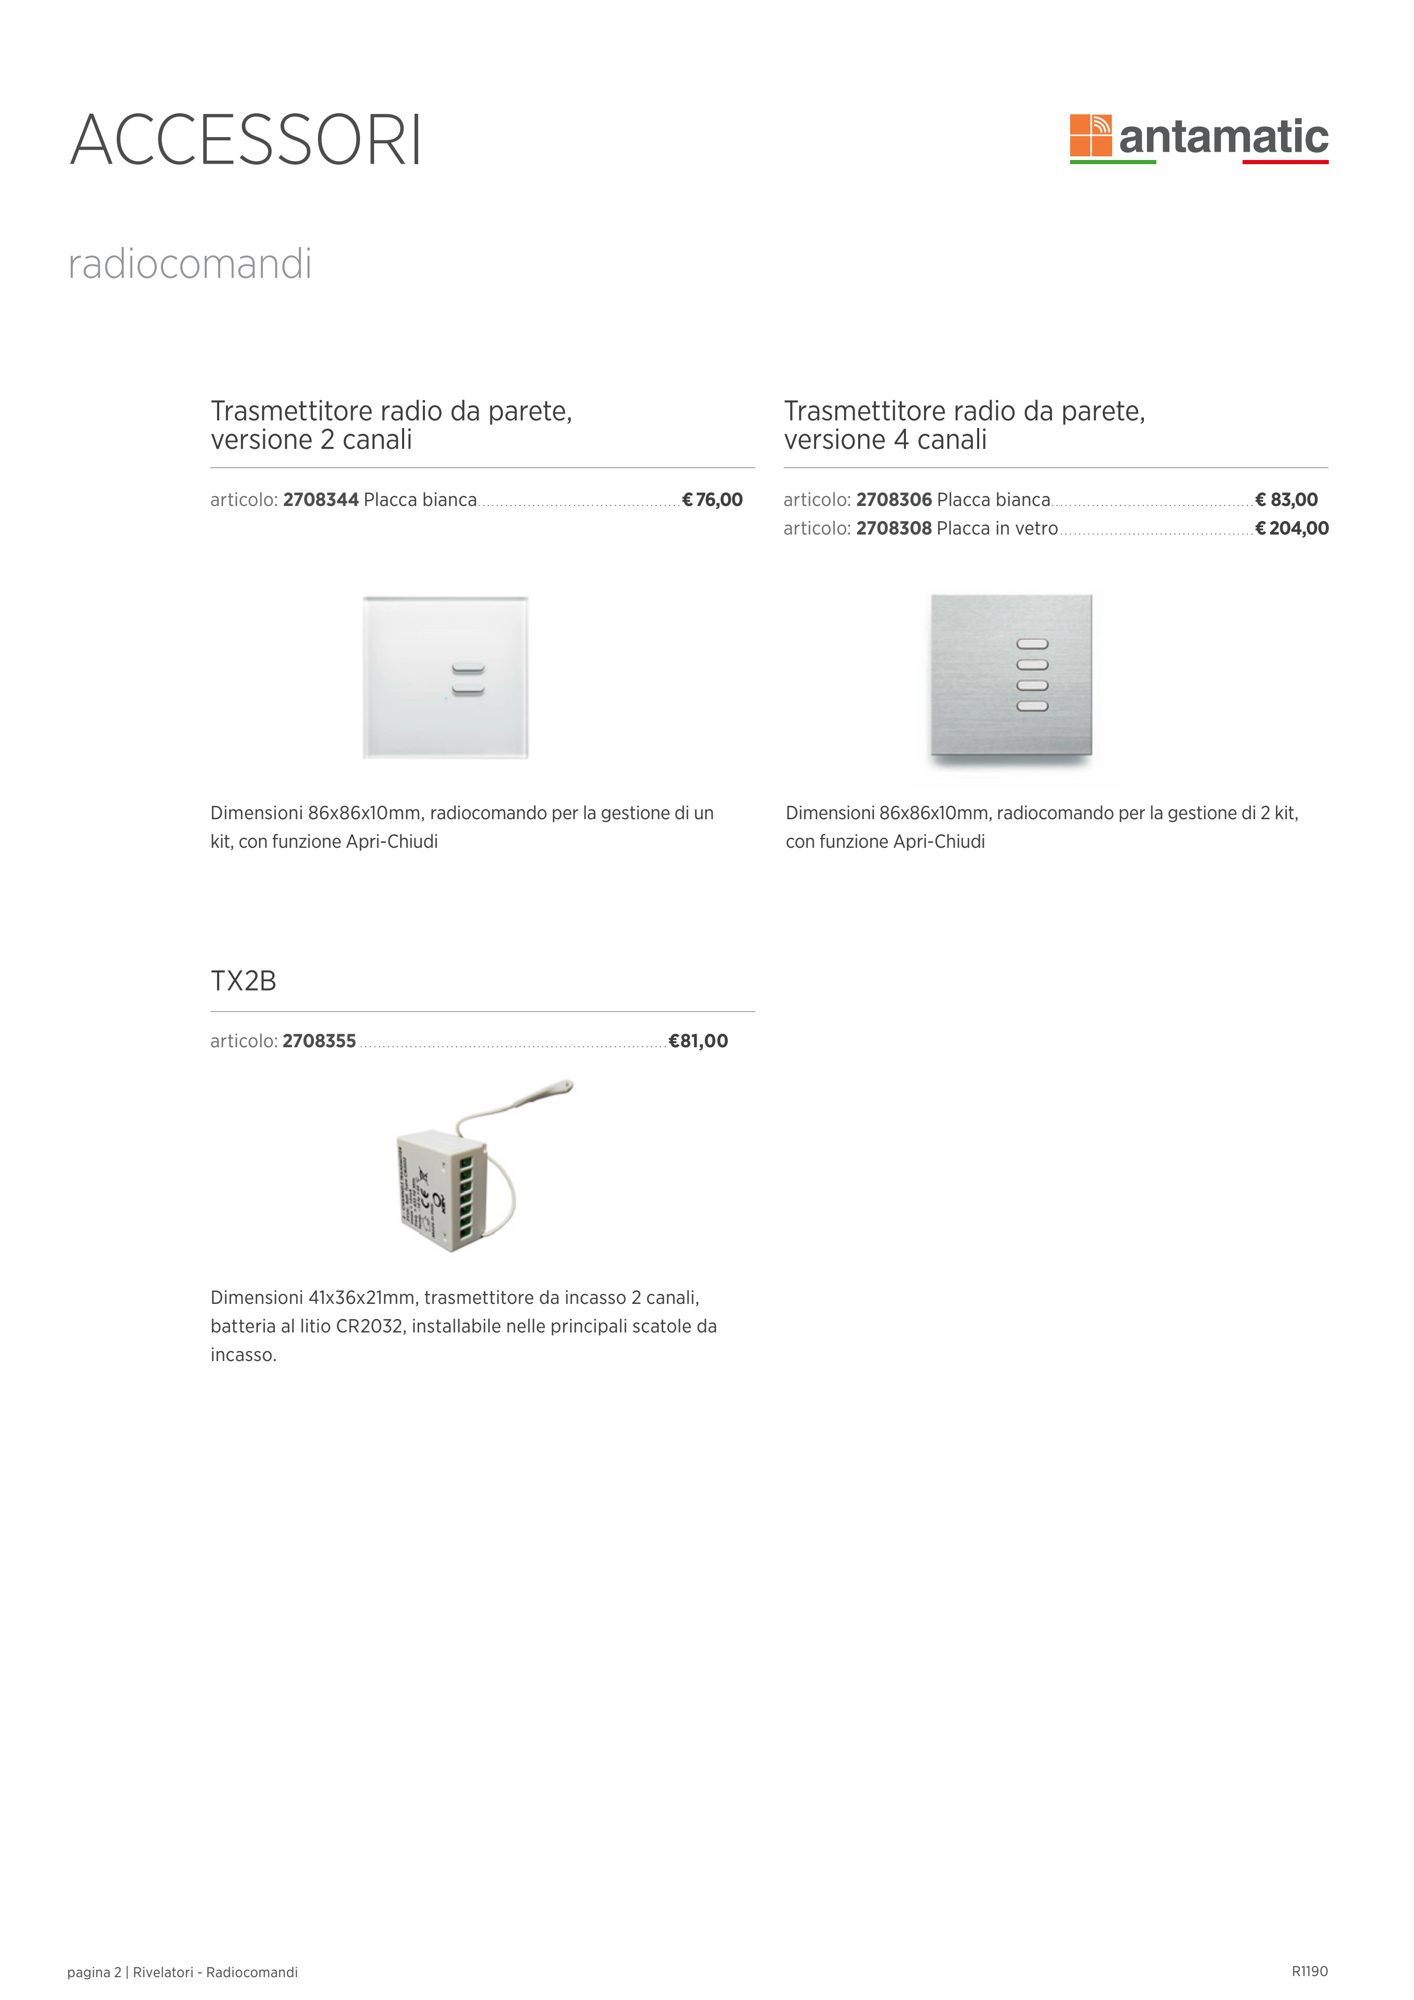 ACCESSORI
antamatic
radiocomandi
Trasmettitore radio da parete,
versione 2 canali
articolo: 2708344 Placca bianca € 76,00
Trasmettitore radio da parete,
versione 4 canali
articolo: 2708306 Placca bianca € 83,00
articolo: 2708308 Placca in vetro € 204,00
Dimensioni 86x86x10mm, radiocomando per la gestione di un
kit, con funzione Apri-Chiudi
Dimensioni 86x86x10mm, radiocomando per la gestione di 2 kit,
con funzione Apri-Chiudi
TX2B
articolo: 2708355 €81,00
Dimensioni 41x36x21mm, trasmettitore da incasso 2 canali,
batteria al litio CR2032, installabile nelle principali scatole da
incasso.
pagina 2 | Rivelatori - Radiocomandi
R1190